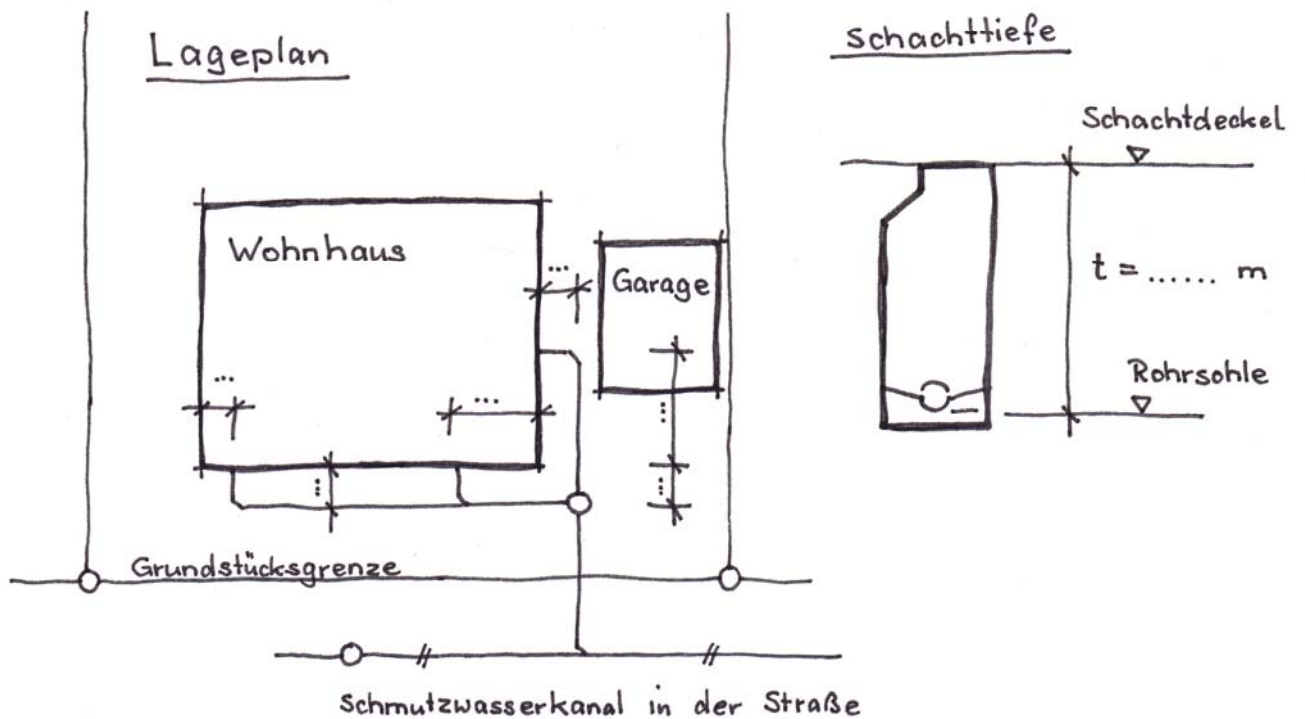 Lageplan
Schachttiefe
Schachtdeckel
Wohnhaus
...
Garage
t = ...... m
...
...
...
Rohrsohle
...
...
Grundstücksgrenze
Schmutzwasserkanal in der Straße